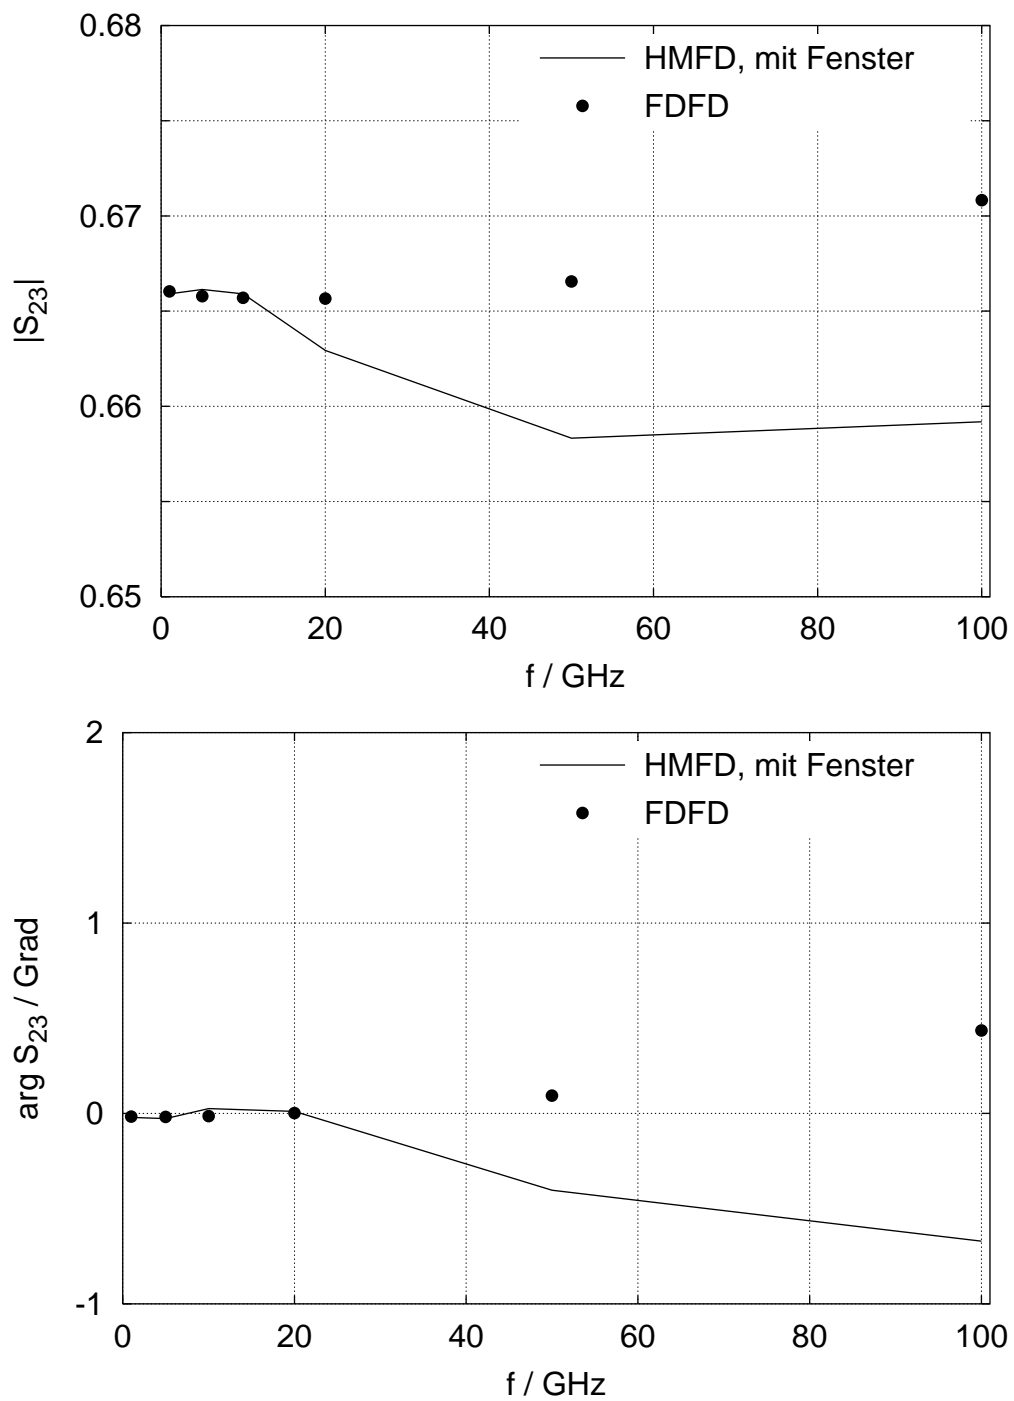 0.68
HMFD, mit Fenster
FDFD
0.67
|S23|
0.66
0.65
0 20 40 60 80 100
f / GHz
2
HMFD, mit Fenster
FDFD
1
arg S23 / Grad
0
-1
0 20 40 60 80 100
f / GHz